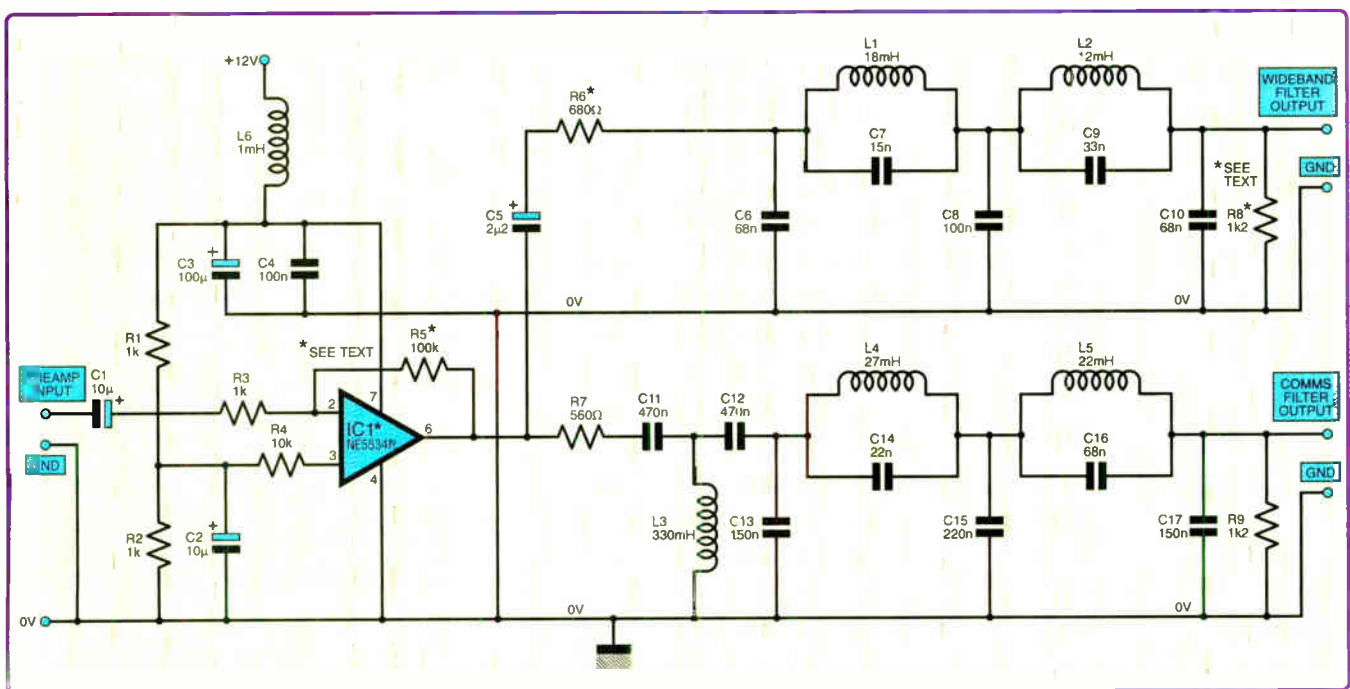 +12V
L6
1mH
C3
100µ
C4
100n
R1
1k
C1
10µ
R3
1k
R4
10k
R2
1k
C2
10µ
0V
*SEE TEXT
R5*
100k
2
3
7
4
6
IC1*
R7
560Ω
C5
2µ2
+
R6*
680Ω
C6
68n
L1
18mH
C7
15n
C8
100n
L2
12mH
C9
33n
C10
68n
*SEE
TEXT
R8*
1k2
WIDEBAND
FILTER
OUTPUT
GND
0V
0V
C11
470n
C12
470n
L3
330mH
C13
150n
L4
27mH
C14
22n
C15
220n
L5
22mH
C16
68n
C17
150n
R9
1k2
COMMS
FILTER
OUTPUT
GND
0V
0V